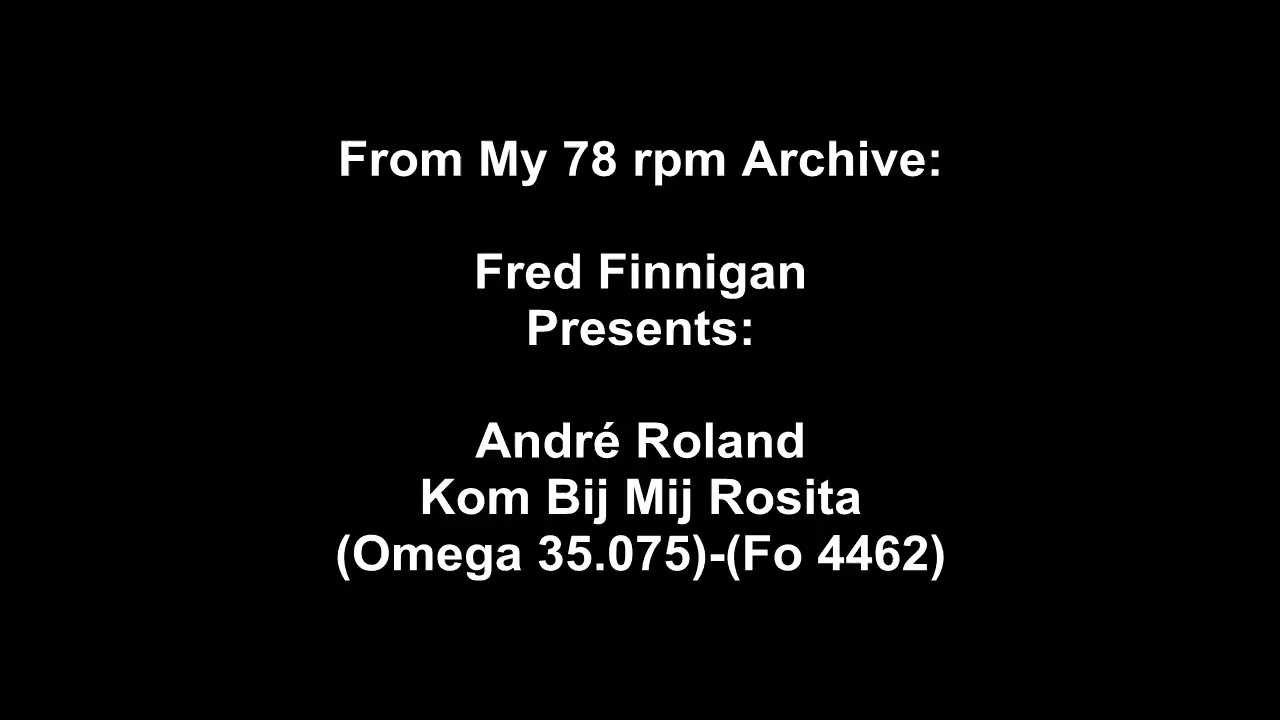 From My 78 rpm Archive:
Fred Finnigan
Presents:
André Roland
Kom Bij Mij Rosita
(Omega 35.075)-(Fo 4462)